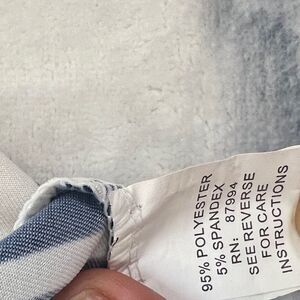 95% POLYESTER
5% SPANDEX
RN: 87994
SEE REVERSE
FOR CARE
INSTRUCTIONS